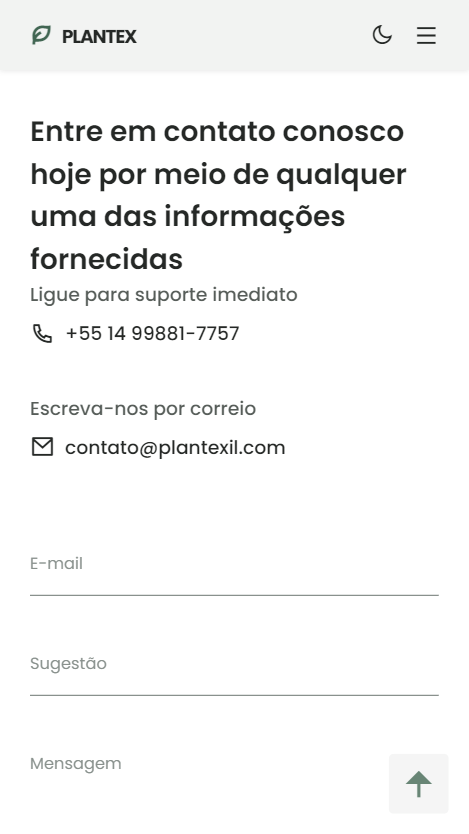 PLANTEX
Entre em contato conosco
hoje por meio de qualquer
uma das informações
fornecidas
Ligue para suporte imediato
+55 14 99881-7757
Escreva-nos por correio
contato@plantexil.com
E-mail
Sugestão
Mensagem